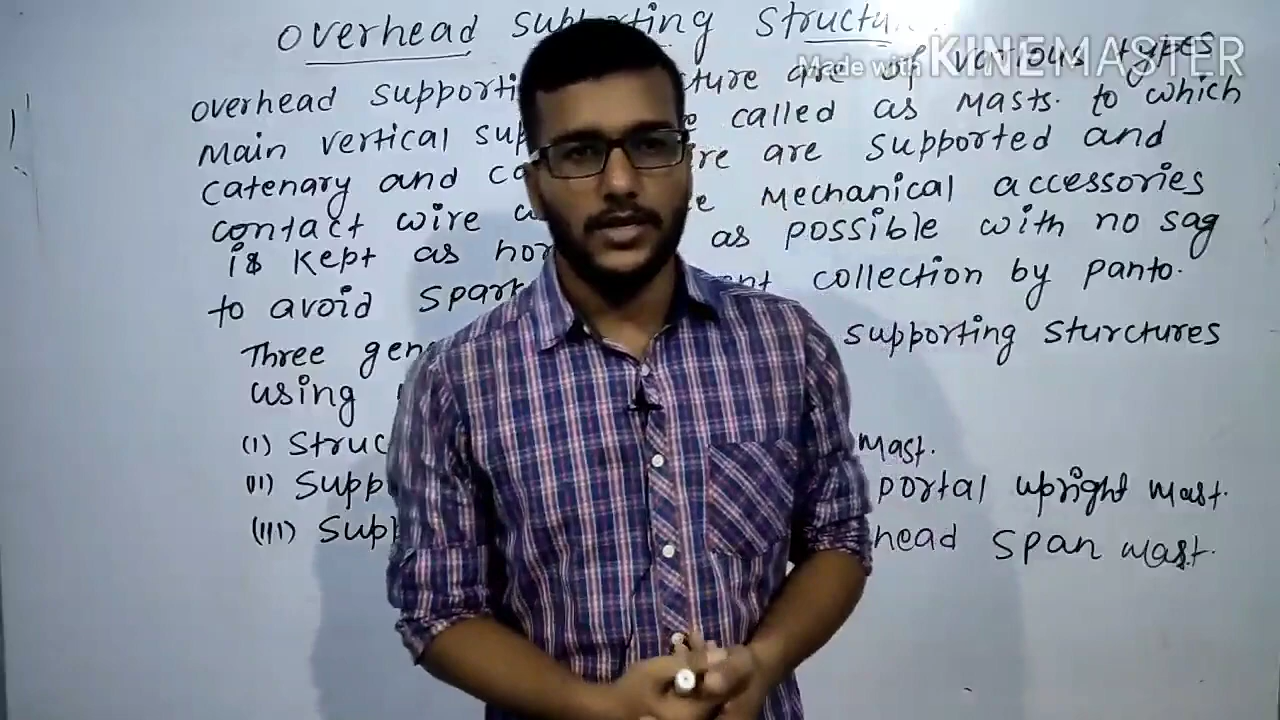 overhead supporting structu
Made with KINEMASTER
overhead supporti cture are of various types
Main vertical sup called as Masts. to which
catenary and co ire are supported and
contact wire Mechanical accessories
is kept as hor as possible with no sag
to avoid spark nt collection by panto.
Three gen supporting sturctures
using
(i) Struc Mast.
(ii) Supp portal upright Mast.
(iii) Sup head span mast.